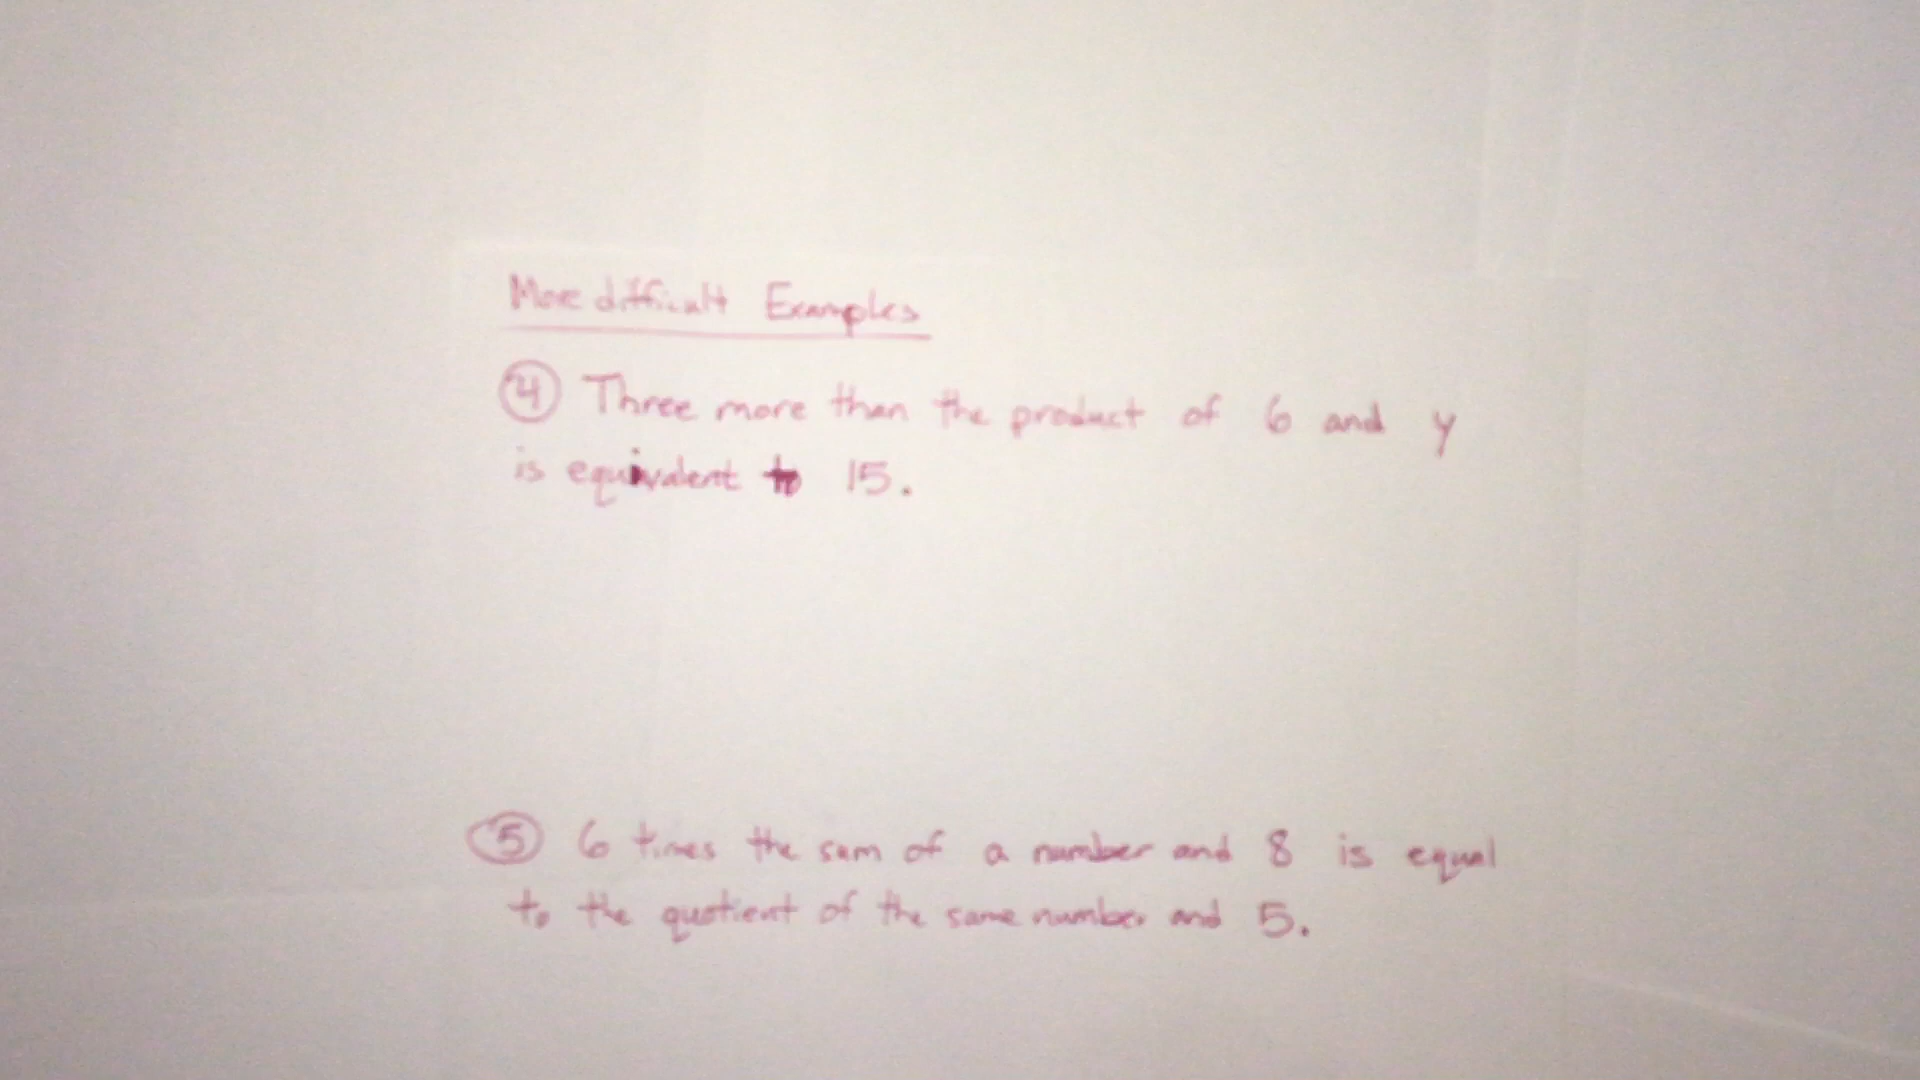 More difficult Examples
④ Three more than the product of 6 and y
is equivalent to 15.
⑤ 6 times the sum of a number and 8 is equal
to the quotient of the same number and 5.